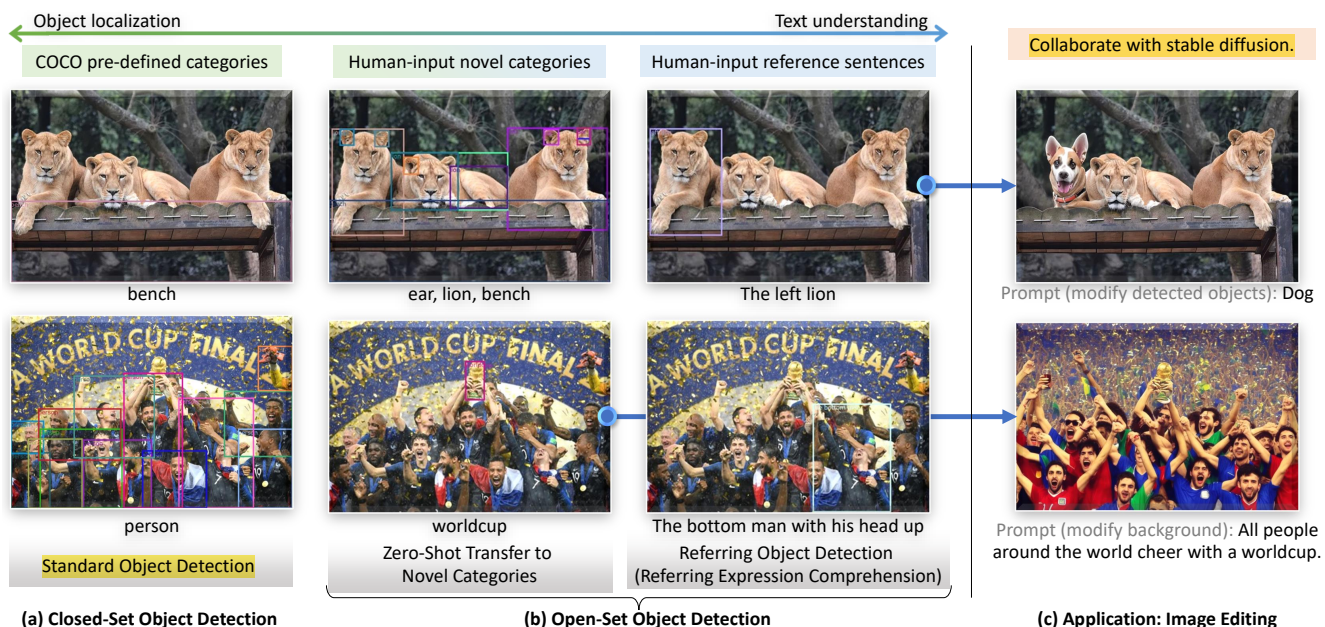 Object localization
Text understanding
COCO pre-defined categories
Human-input novel categories
Human-input reference sentences
Collaborate with stable diffusion.
bench
ear, lion, bench
The left lion
Prompt (modify detected objects): Dog
A WORLD CUP FINAL
A WORLD CUP FINAL
A WORLD CUP FINAL
person
worldcup
The bottom man with his head up
Prompt (modify background): All people
around the world cheer with a worldcup.
Standard Object Detection
Zero-Shot Transfer to
Novel Categories
Referring Object Detection
(Referring Expression Comprehension)
(a) Closed-Set Object Detection
(b) Open-Set Object Detection
(c) Application: Image Editing